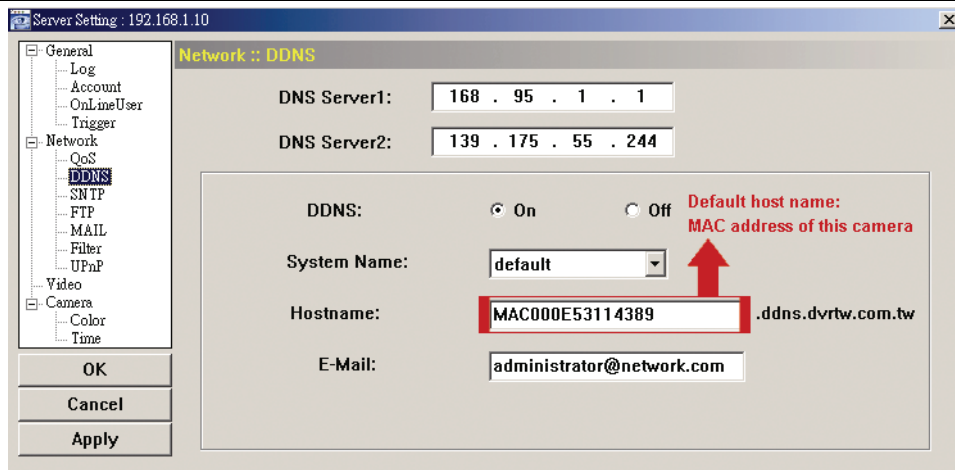 Server Setting : 192.168.1.10
General
Log
Account
OnLineUser
Trigger
Network
QoS
DDNS
SNTP
FTP
MAIL
Filter
UPnP
Video
Camera
Color
Time
OK
Cancel
Apply
Network :: DDNS
DNS Server1: 168 . 95 . 1 . 1
DNS Server2: 139 . 175 . 55 . 244
DDNS: On Off
Default host name:
MAC address of this camera
System Name: default
Hostname: MAC000E53114389 .ddns.dvrtw.com.tw
E-Mail: administrator@network.com